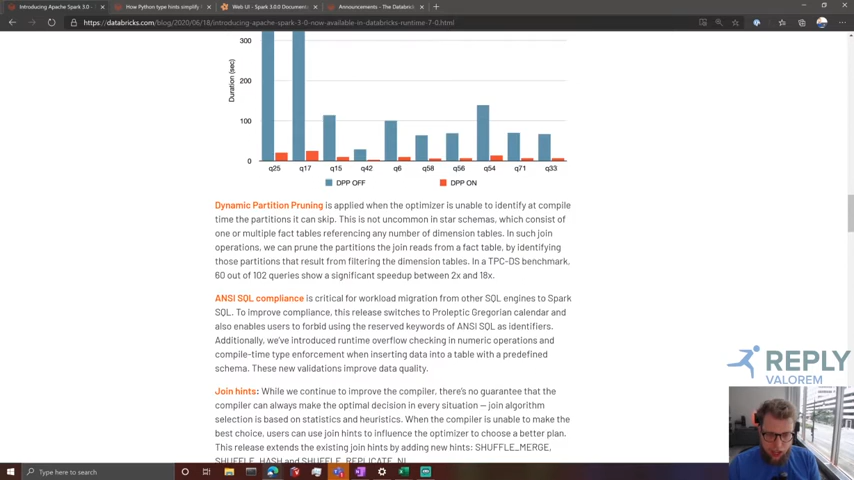 Introducing Apache Spark 3.0 -
How Python type hints simplify
Web UI - Spark 3.0.0 Document
Announcements - The Databric
databricks.com/blog/2020/06/18/introducing-apache-spark-3-0-now-available-in-databricks-runtime-7-0.html
Duration (sec)
300
200
100
0
q25 q17 q15 q42 q6 q58 q56 q54 q71 q33
DPP OFF DPP ON
Dynamic Partition Pruning is applied when the optimizer is unable to identify at compile
time the partitions it can skip. This is not uncommon in star schemas, which consist of
one or multiple fact tables referencing any number of dimension tables. In such join
operations, we can prune the partitions the join reads from a fact table, by identifying
those partitions that result from filtering the dimension tables. In a TPC-DS benchmark,
60 out of 102 queries show a significant speedup between 2x and 18x.
ANSI SQL compliance is critical for workload migration from other SQL engines to Spark
SQL. To improve compliance, this release switches to Proleptic Gregorian calendar and
also enables users to forbid using the reserved keywords of ANSI SQL as identifiers.
Additionally, we've introduced runtime overflow checking in numeric operations and
compile-time type enforcement when inserting data into a table with a predefined
schema. These new validations improve data quality.
Join hints: While we continue to improve the compiler, there's no guarantee that the
compiler can always make the optimal decision in every situation — join algorithm
selection is based on statistics and heuristics. When the compiler is unable to make the
best choice, users can use join hints to influence the optimizer to choose a better plan.
This release extends the existing join hints by adding new hints: SHUFFLE_MERGE,
SHUFFLE_HASH and SHUFFLE_REPLICATE_NL.
REPLY
VALOREM
Type here to search